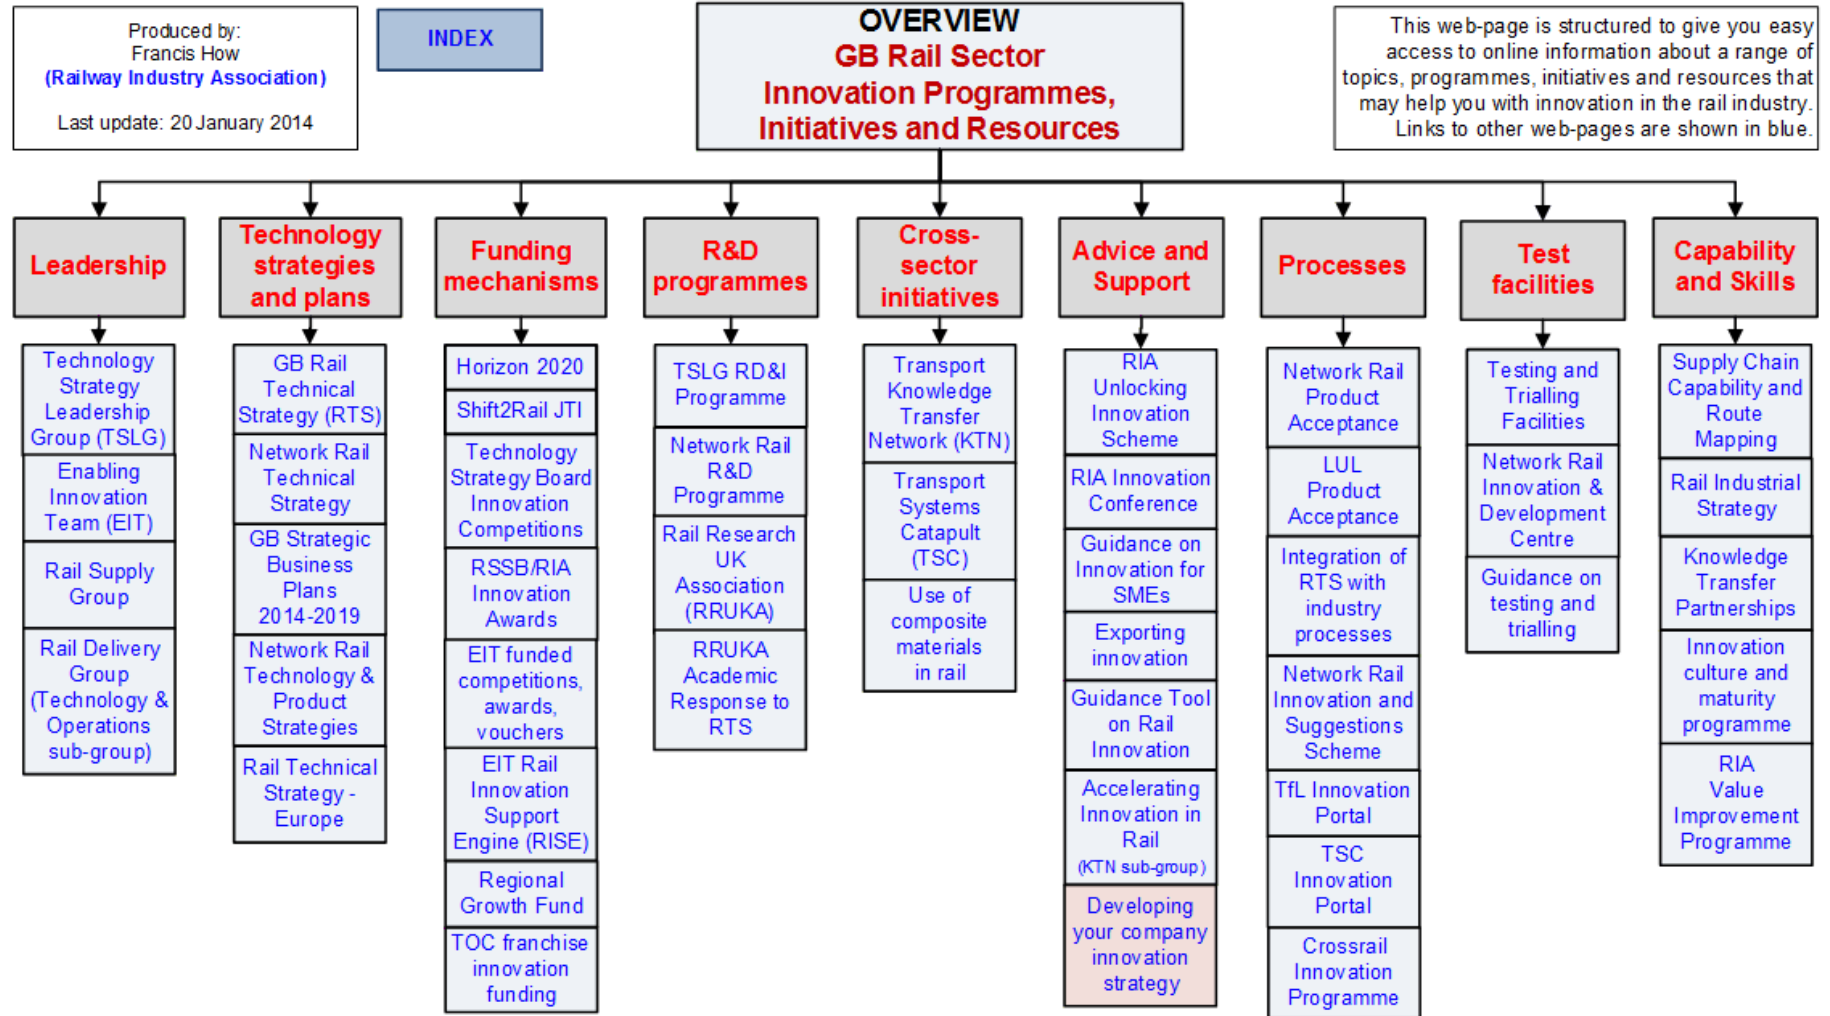 Produced by:
Francis How
(Railway Industry Association)
Last update: 20 January 2014
INDEX
OVERVIEW
GB Rail Sector
Innovation Programmes,
Initiatives and Resources
This web-page is structured to give you easy
access to online information about a range of
topics, programmes, initiatives and resources that
may help you with innovation in the rail industry.
Links to other web-pages are shown in blue.
Leadership
Technology
Strategy
Leadership
Group (TSLG)
Enabling
Innovation
Team (EIT)
Rail Supply
Group
Rail Delivery
Group
(Technology &
Operations
sub-group)
Technology
strategies
and plans
GB Rail
Technical
Strategy (RTS)
Network Rail
Technical
Strategy
GB Strategic
Business
Plans
2014-2019
Network Rail
Technology &
Product
Strategies
Rail Technical
Strategy -
Europe
Funding
mechanisms
Horizon 2020
Shift2Rail JTI
Technology
Strategy Board
Innovation
Competitions
RSSB/RIA
Innovation
Awards
EIT funded
competitions,
awards,
vouchers
EIT Rail
Innovation
Support
Engine (RISE)
Regional
Growth Fund
TOC franchise
innovation
funding
R&D
programmes
TSLG RD&I
Programme
Network Rail
R&D
Programme
Rail Research
UK
Association
(RRUKA)
RRUKA
Academic
Response to
RTS
Cross-
sector
initiatives
Transport
Knowledge
Transfer
Network (KTN)
Transport
Systems
Catapult
(TSC)
Use of
composite
materials
in rail
Advice and
Support
RIA
Unlocking
Innovation
Scheme
RIA Innovation
Conference
Guidance on
Innovation for
SMEs
Exporting
innovation
Guidance Tool
on Rail
Innovation
Accelerating
Innovation in
Rail
(KTN sub-group)
Developing
your company
innovation
strategy
Processes
Network Rail
Product
Acceptance
LUL
Product
Acceptance
Integration of
RTS with
industry
processes
Network Rail
Innovation and
Suggestions
Scheme
TfL Innovation
Portal
TSC
Innovation
Portal
Crossrail
Innovation
Programme
Test
facilities
Testing and
Trialling
Facilities
Network Rail
Innovation &
Development
Centre
Guidance on
testing and
trialling
Capability
and Skills
Supply Chain
Capability and
Route
Mapping
Rail Industrial
Strategy
Knowledge
Transfer
Partnerships
Innovation
culture and
maturity
programme
RIA
Value
Improvement
Programme